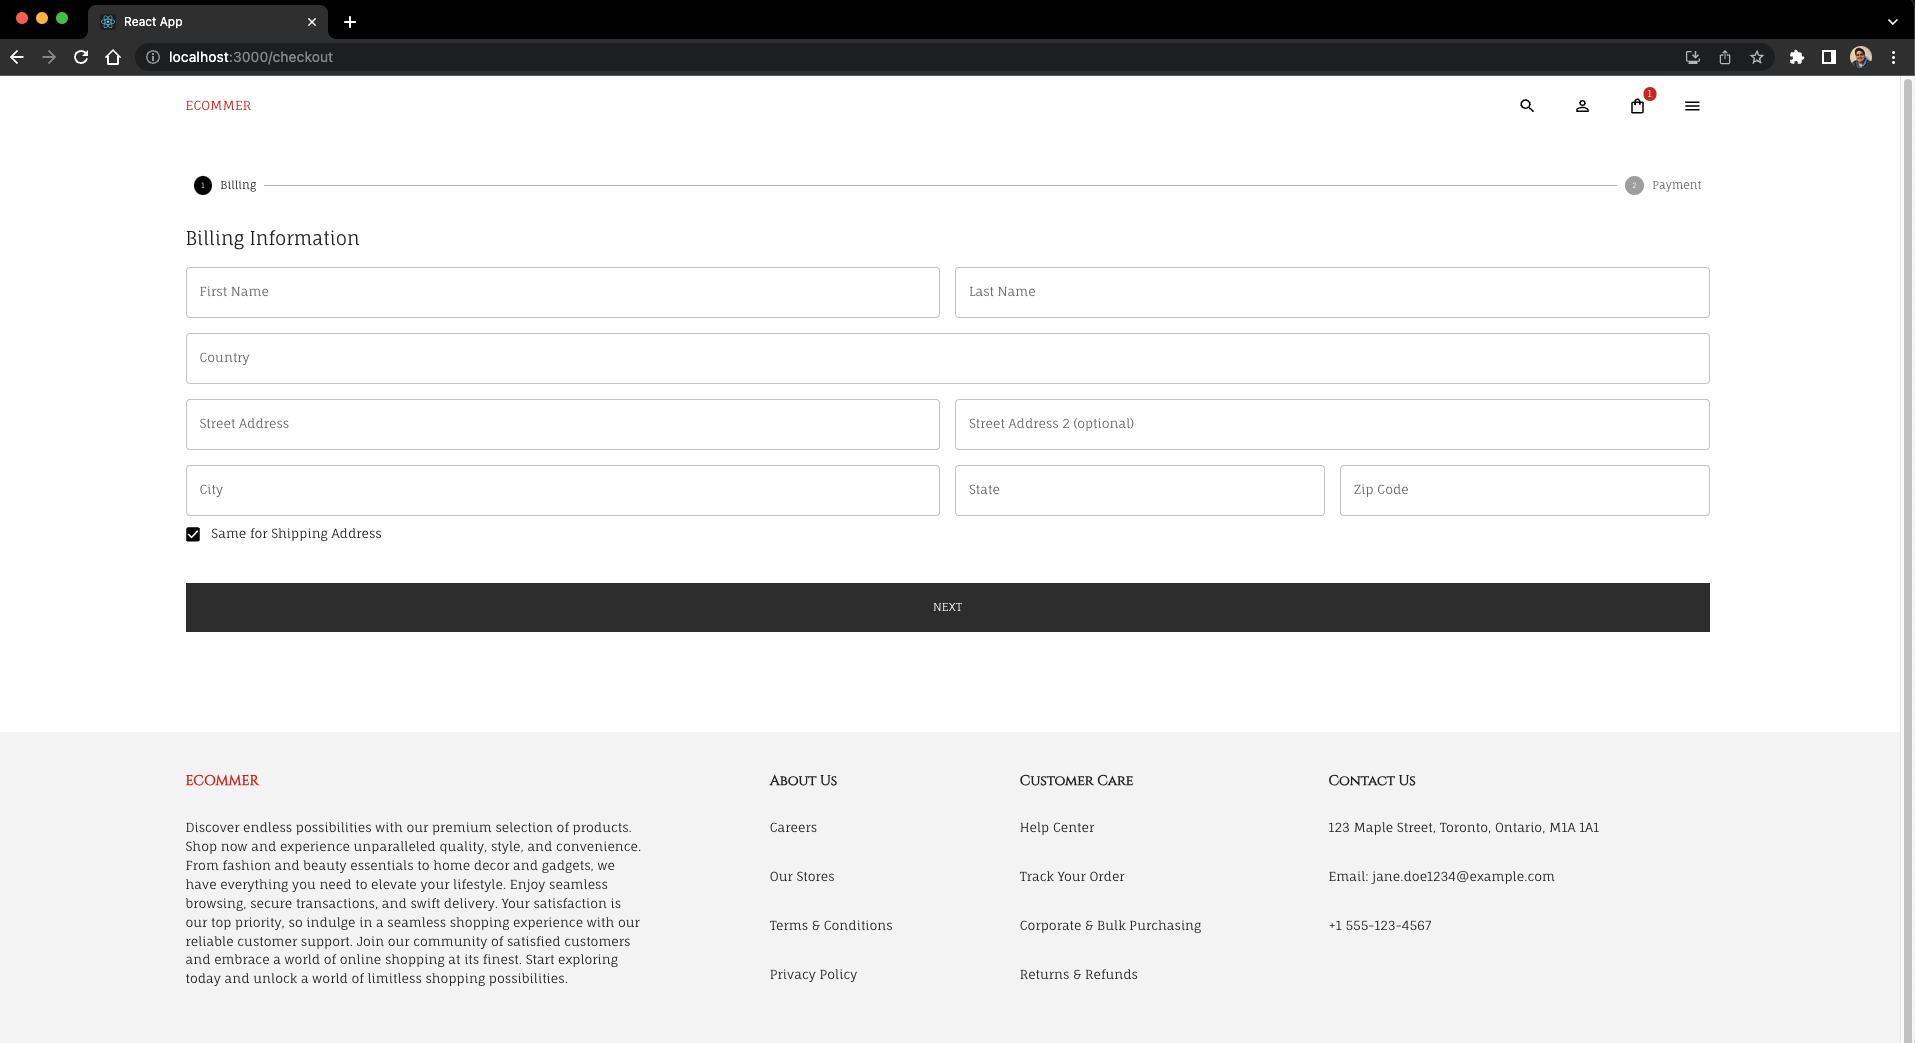 React App
localhost:3000/checkout
ECOMMER
1
1 Billing
2 Payment
Billing Information
First Name
Last Name
Country
Street Address
Street Address 2 (optional)
City
State
Zip Code
Same for Shipping Address
NEXT
ECOMMER
Discover endless possibilities with our premium selection of products.
Shop now and experience unparalleled quality, style, and convenience.
From fashion and beauty essentials to home decor and gadgets, we
have everything you need to elevate your lifestyle. Enjoy seamless
browsing, secure transactions, and swift delivery. Your satisfaction is
our top priority, so indulge in a seamless shopping experience with our
reliable customer support. Join our community of satisfied customers
and embrace a world of online shopping at its finest. Start exploring
today and unlock a world of limitless shopping possibilities.
About Us
Careers
Our Stores
Terms & Conditions
Privacy Policy
Customer Care
Help Center
Track Your Order
Corporate & Bulk Purchasing
Returns & Refunds
Contact Us
123 Maple Street, Toronto, Ontario, M1A 1A1
Email: jane.doe1234@example.com
+1 555-123-4567